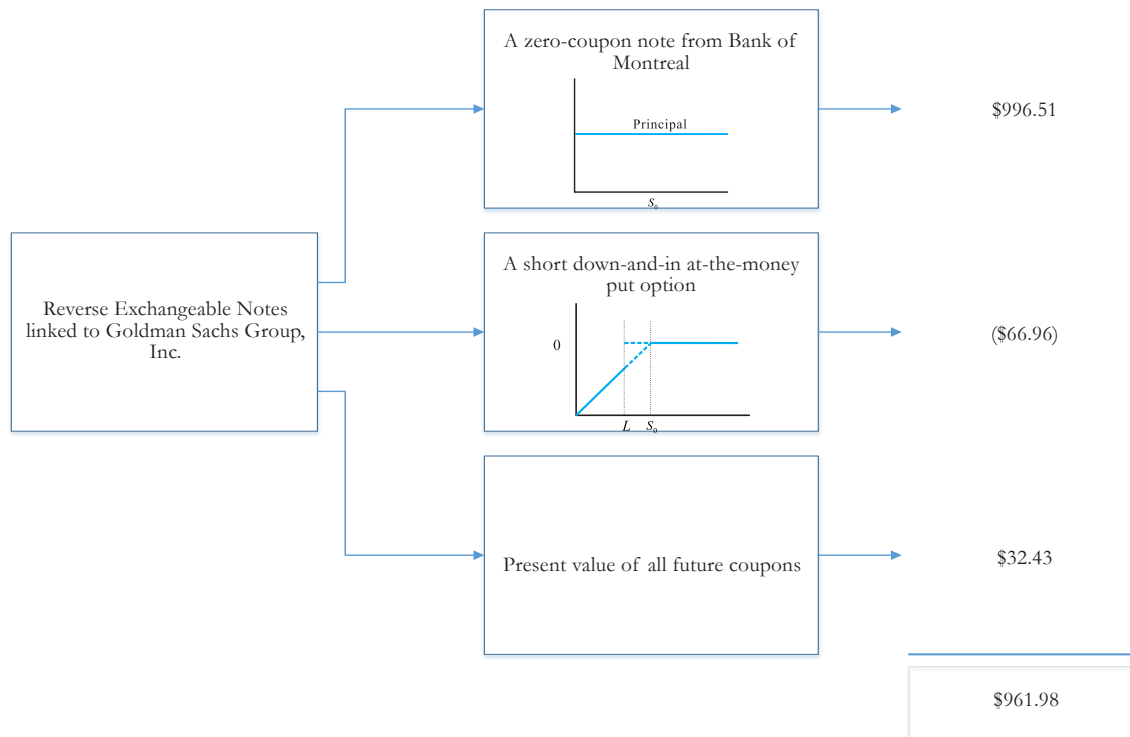 A zero-coupon note from Bank of
Montreal
Principal
S₀
$996.51
Reverse Exchangeable Notes
linked to Goldman Sachs Group,
Inc.
A short down-and-in at-the-money
put option
0
L S₀
($66.96)
Present value of all future coupons
$32.43
$961.98